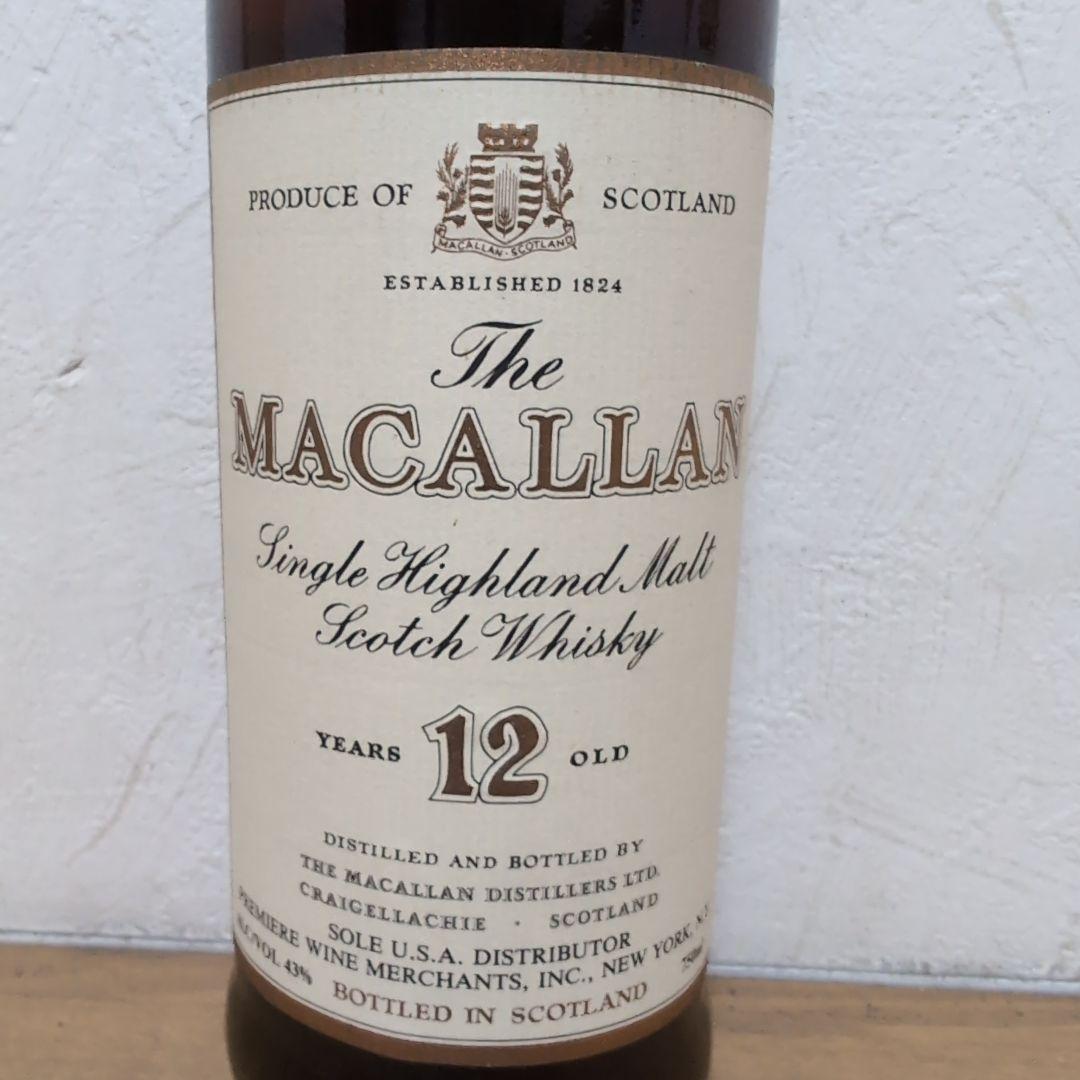 PRODUCE OF SCOTLAND
MACALLAN · SCOTLAND
ESTABLISHED 1824
The
MACALLAN
Single Highland Malt
Scotch Whisky
YEARS 12 OLD
DISTILLED AND BOTTLED BY
THE MACALLAN DISTILLERS LTD.
CRAIGELLACHIE · SCOTLAND
SOLE U.S.A. DISTRIBUTOR
PREMIERE WINE MERCHANTS, INC., NEW YORK, N.Y.
ALC/VOL 43% 750ml
BOTTLED IN SCOTLAND